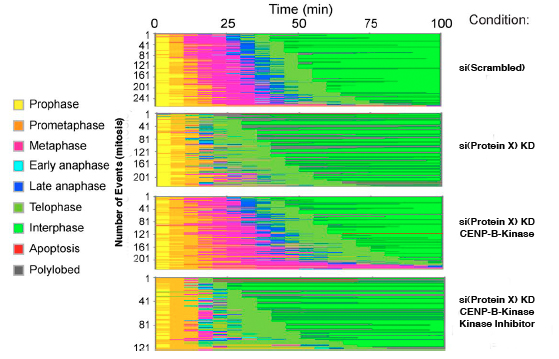 Time (min)
0 25 50 75 100
Condition:
1
41
81
121
161
201
241
si(Scrambled)
Prophase
Prometaphase
Metaphase
Early anaphase
Late anaphase
Telophase
Interphase
Apoptosis
Polylobed
Number of Events (mitosis)
1
41
81
121
161
201
si(Protein X) KD
1
41
81
121
161
201
si(Protein X) KD
CENP-B-Kinase
1
41
81
121
si(Protein X) KD
CENP-B-Kinase
Kinase Inhibitor